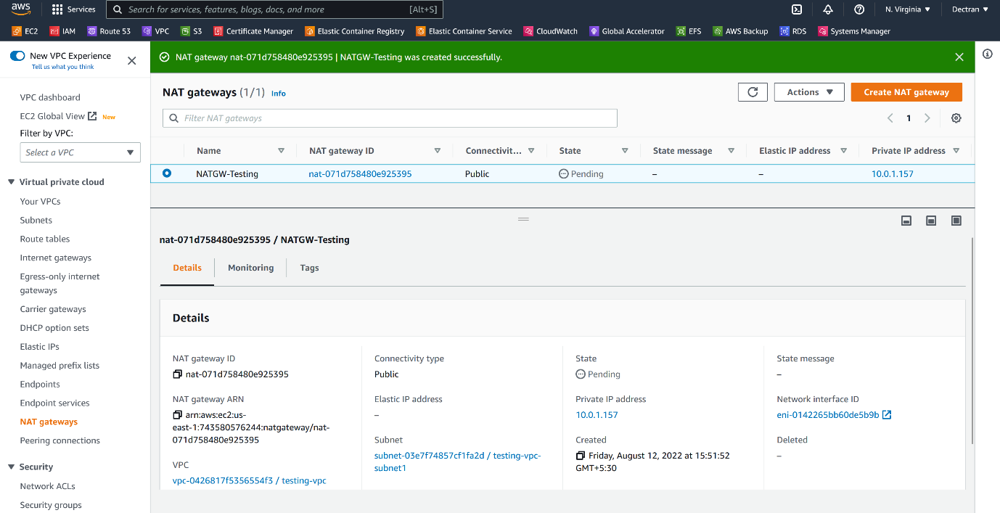 aws
Services
Search for services, features, blogs, docs, and more
[Alt+S]
N. Virginia
Dectran
EC2
IAM
Route 53
VPC
S3
Certificate Manager
Elastic Container Registry
Elastic Container Service
CloudWatch
Global Accelerator
EFS
AWS Backup
RDS
Systems Manager
New VPC Experience
Tell us what you think
VPC dashboard
EC2 Global View New
Filter by VPC:
Select a VPC
Virtual private cloud
Your VPCs
Subnets
Route tables
Internet gateways
Egress-only internet
gateways
Carrier gateways
DHCP option sets
Elastic IPs
Managed prefix lists
Endpoints
Endpoint services
NAT gateways
Peering connections
Security
Network ACLs
Security groups
NAT gateway nat-071d758480e925395 | NATGW-Testing was created successfully.
NAT gateways (1/1) Info
Actions
Create NAT gateway
Filter NAT gateways
1
Name
NAT gateway ID
Connectivit...
State
State message
Elastic IP address
Private IP address
NATGW-Testing
nat-071d758480e925395
Public
Pending
–
–
10.0.1.157
nat-071d758480e925395 / NATGW-Testing
Details
Monitoring
Tags
Details
NAT gateway ID
nat-071d758480e925395
NAT gateway ARN
arn:aws:ec2:us-
east-1:743580576244:natgateway/nat-
071d758480e925395
VPC
vpc-0426817f5356554f3 / testing-vpc
Connectivity type
Public
Elastic IP address
–
Subnet
subnet-03e7f74857cf1fa2d / testing-vpc-
subnet1
State
Pending
Private IP address
10.0.1.157
Created
Friday, August 12, 2022 at 15:51:52
GMT+5:30
State message
–
Network interface ID
eni-0142265bb60de5b9b
Deleted
–